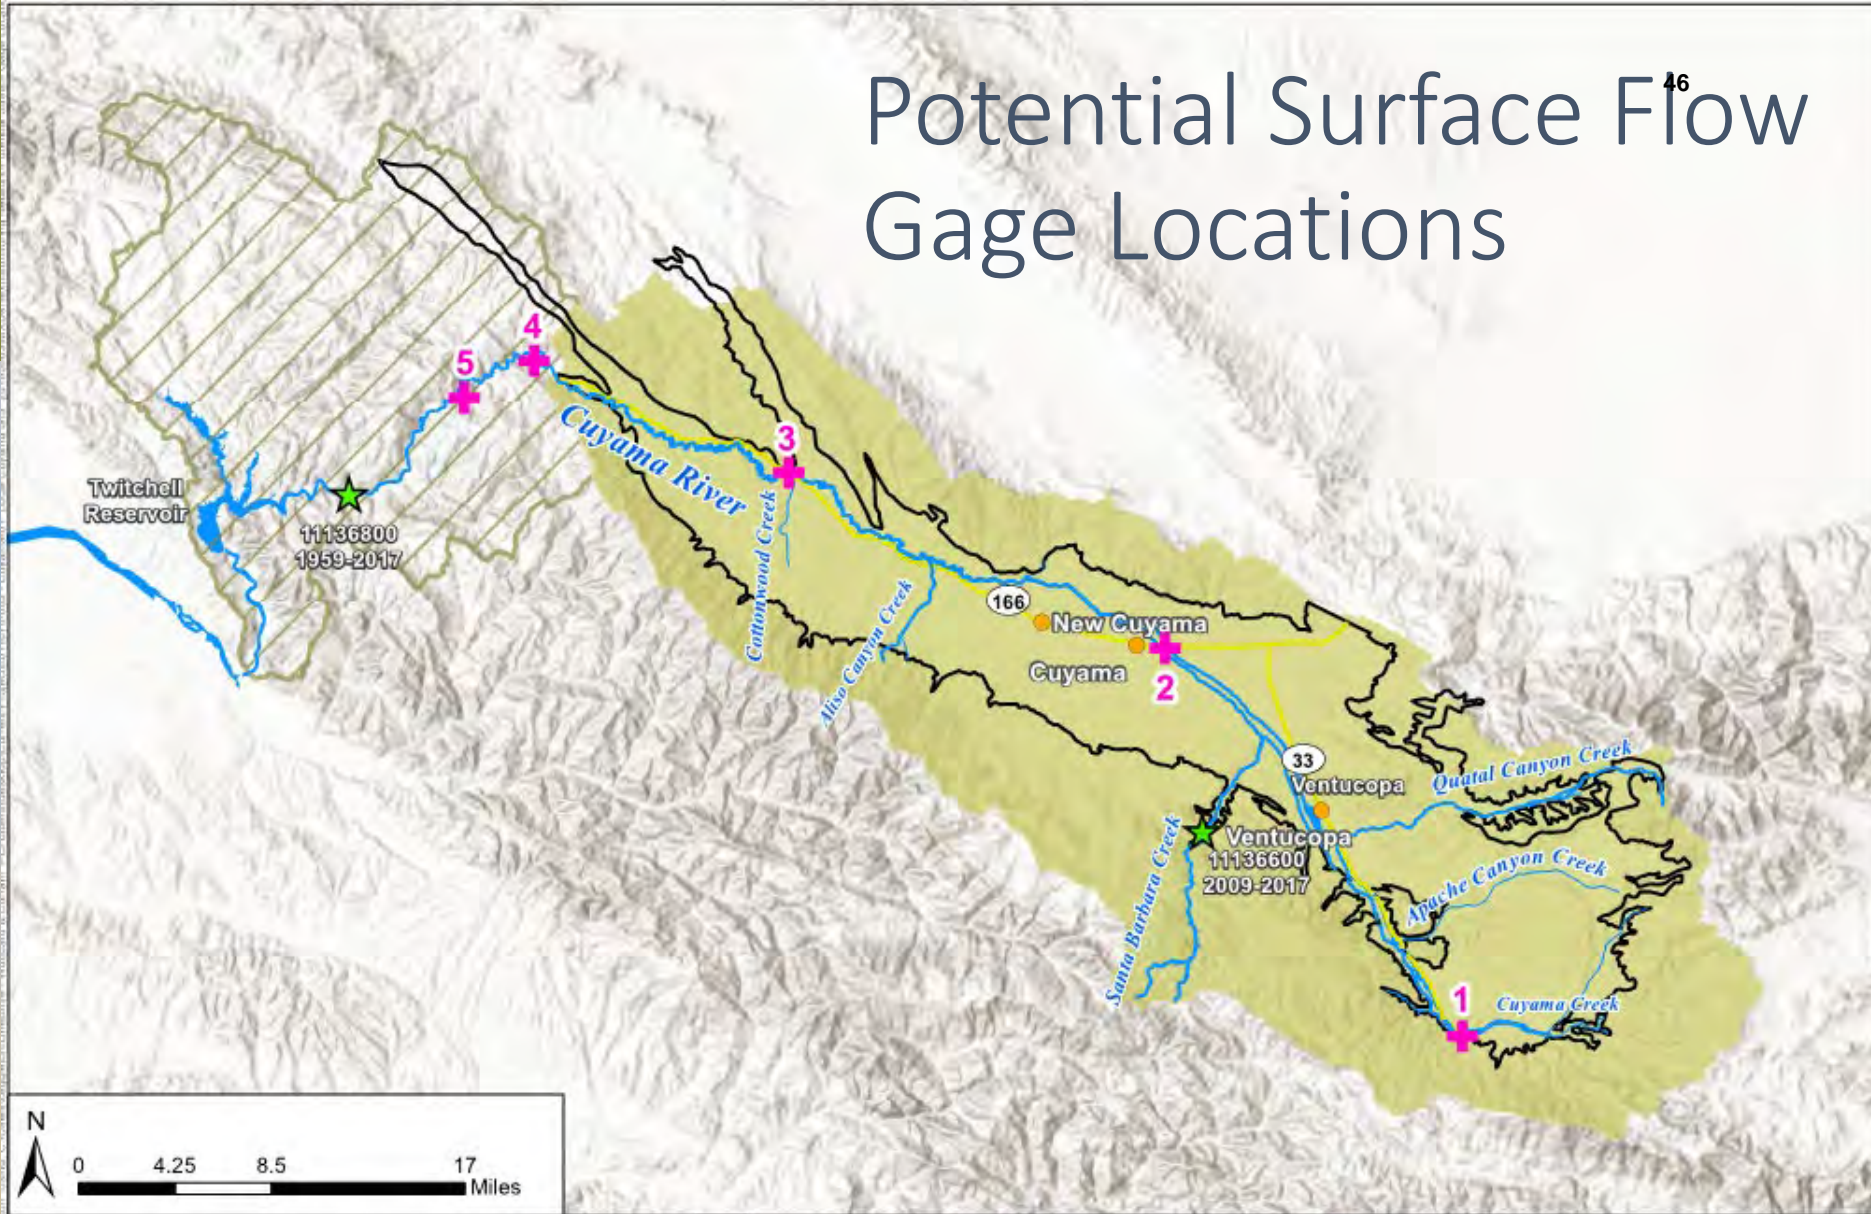 46
Potential Surface Flow
Gage Locations
4
5
3
Cuyama River
Twitchell
Reservoir
11136800
1959-2017
Cottonwood Creek
Aliso Canyon Creek
166
New Cuyama
Cuyama
2
33
Ventucopa
Quatal Canyon Creek
Santa Barbara Creek
Ventucopa
11136600
2009-2017
Apache Canyon Creek
1
Cuyama Creek
N
0 4.25 8.5 17
Miles